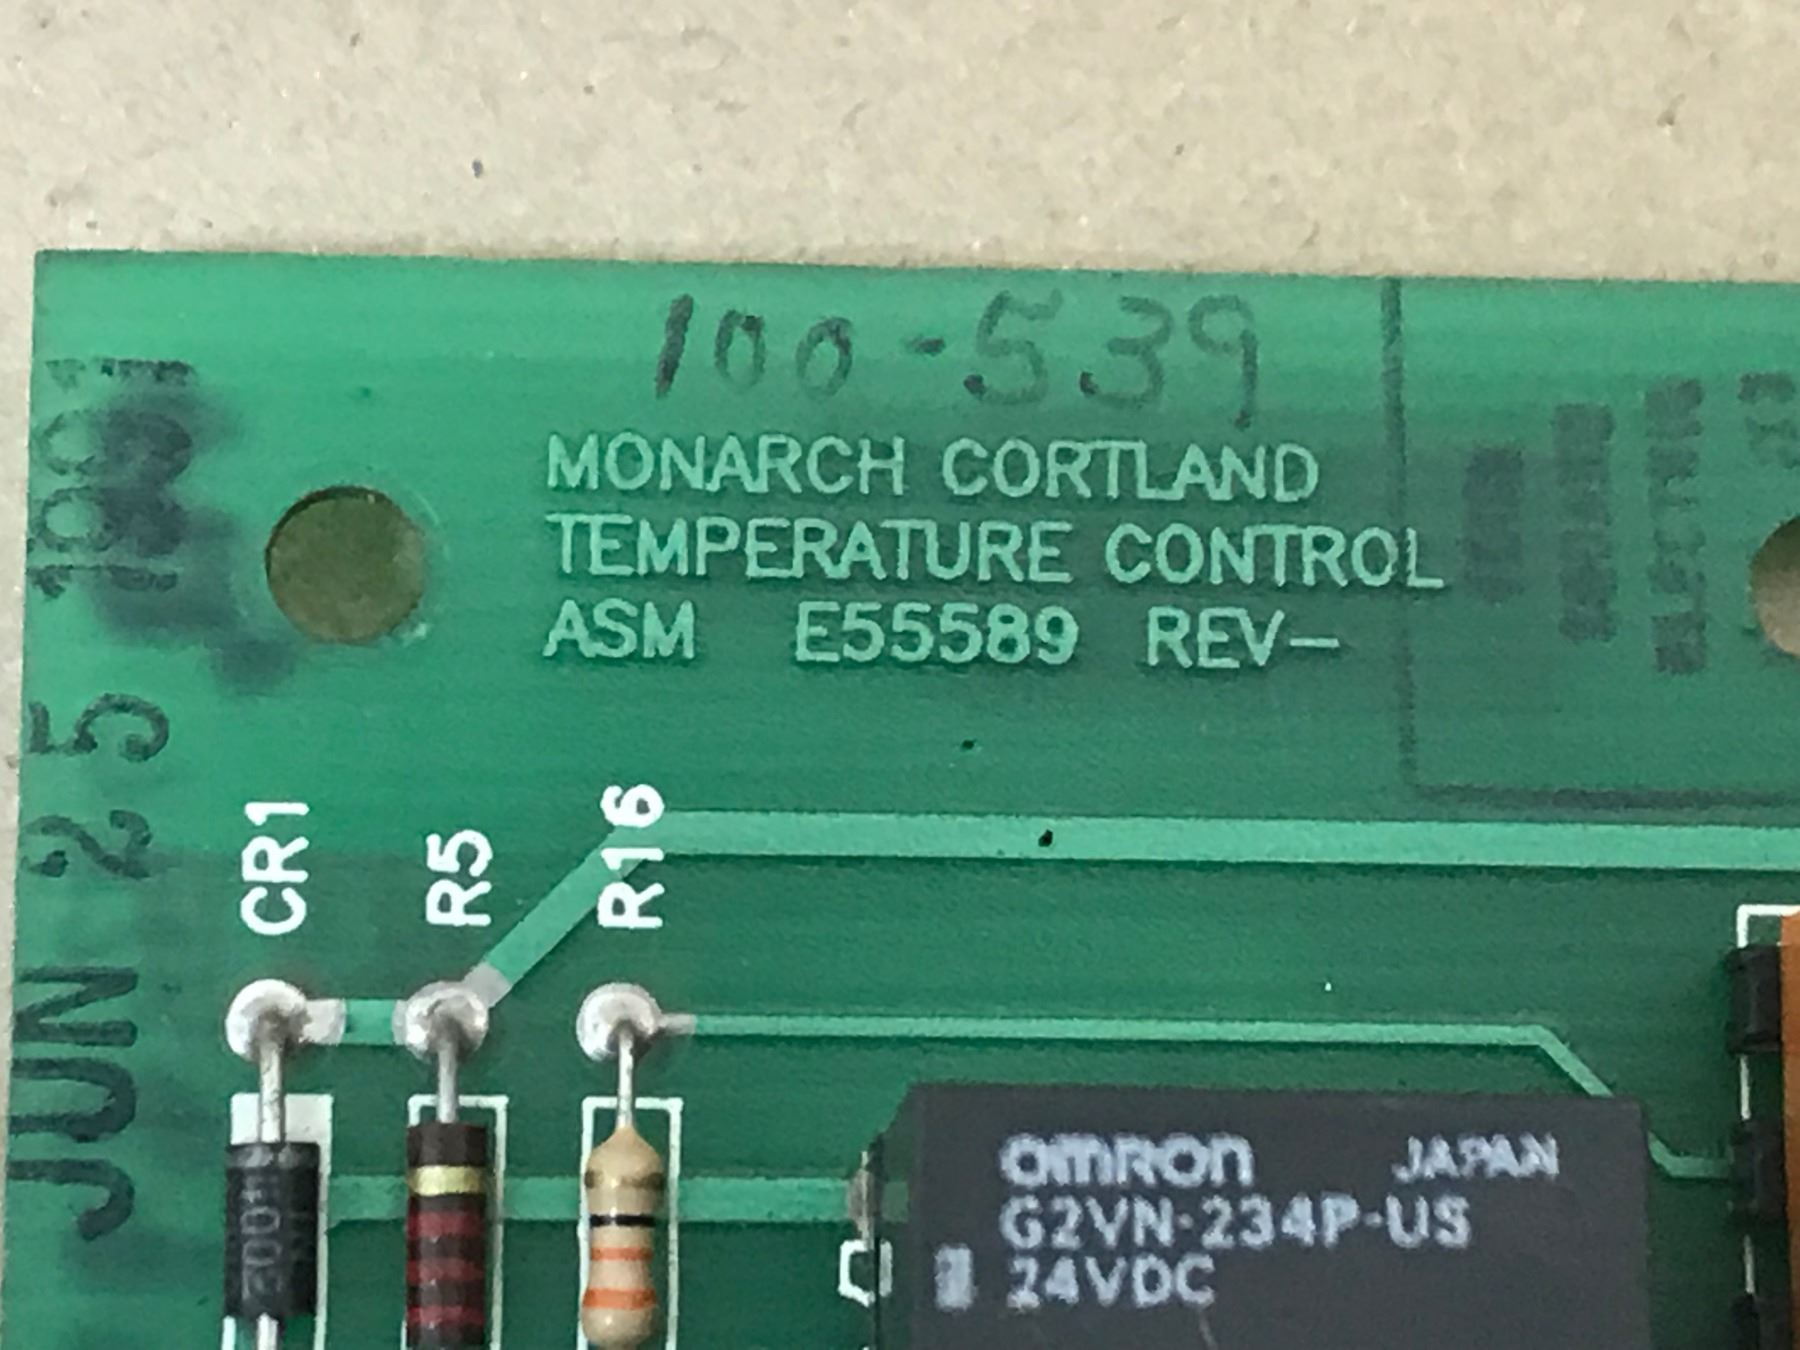 100-539
MONARCH CORTLAND
TEMPERATURE CONTROL
ASM E55589 REV-
JUN 25 1991
CR1
R5
R16
OMRON JAPAN
G2VN-234P-US
24VDC